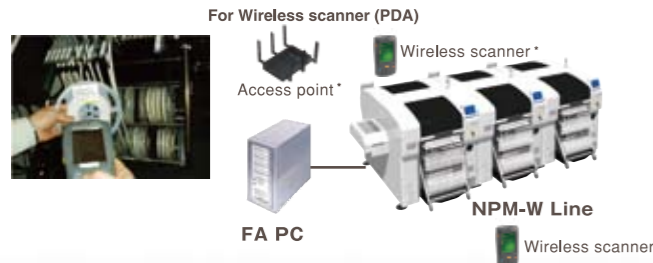 For Wireless scanner (PDA)
Wireless scanner *
Access point *
NPM-W Line
FA PC
Wireless scanner